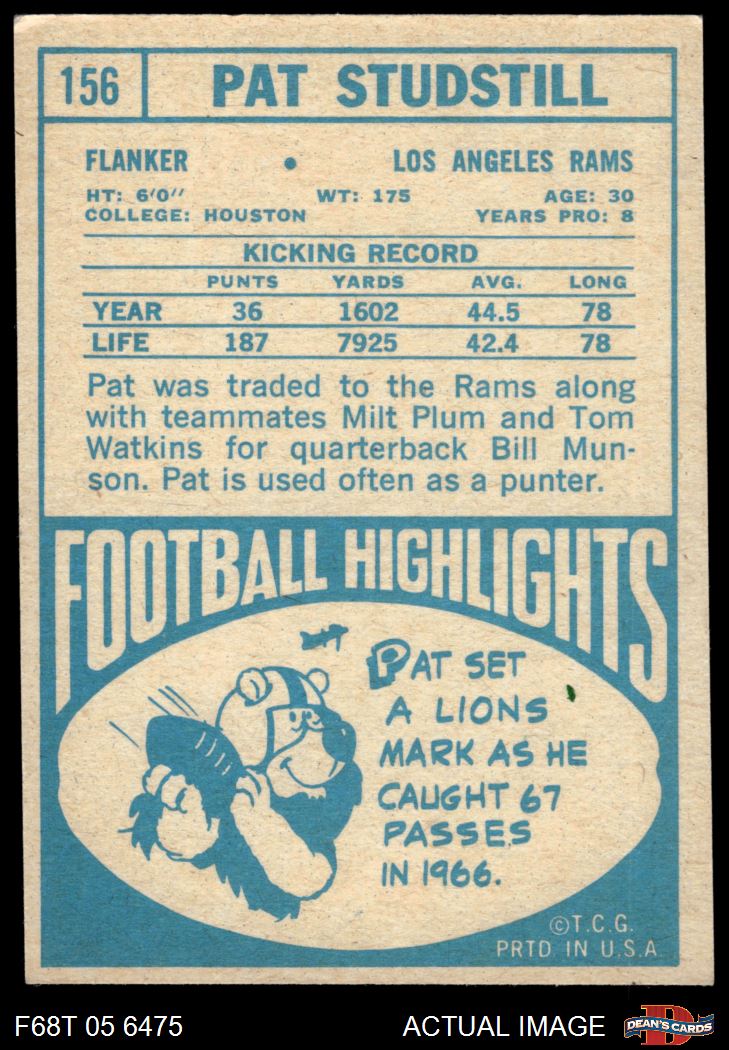 156 PAT STUDSTILL
FLANKER • LOS ANGELES RAMS
HT: 6'0'' WT: 175 AGE: 30
COLLEGE: HOUSTON YEARS PRO: 8
KICKING RECORD
PUNTS YARDS AVG. LONG
YEAR 36 1602 44.5 78
LIFE 187 7925 42.4 78
Pat was traded to the Rams along
with teammates Milt Plum and Tom
Watkins for quarterback Bill Mun-
son. Pat is used often as a punter.
FOOTBALL HIGHLIGHTS
PAT SET
A LIONS
MARK AS HE
CAUGHT 67
PASSES
IN 1966.
©T.C.G.
PRTD. IN U.S.A.
F68T 05 6475 ACTUAL IMAGE
D
DEAN'S CARDS